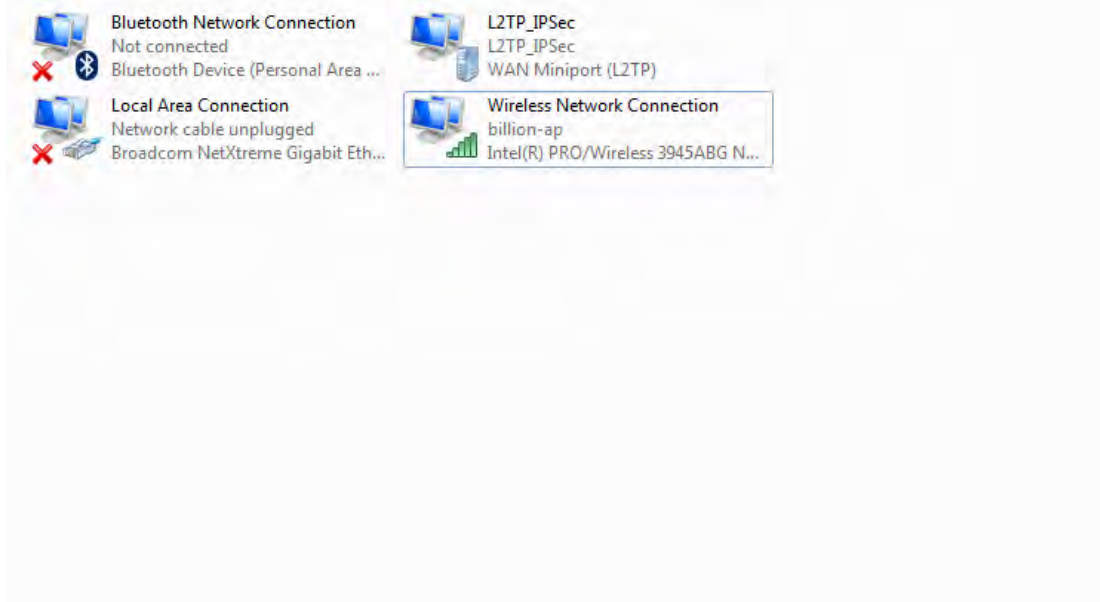 Bluetooth Network Connection
Not connected
Bluetooth Device (Personal Area ...
L2TP_IPSec
L2TP_IPSec
WAN Miniport (L2TP)
Local Area Connection
Network cable unplugged
Broadcom NetXtreme Gigabit Eth...
Wireless Network Connection
billion-ap
Intel(R) PRO/Wireless 3945ABG N...